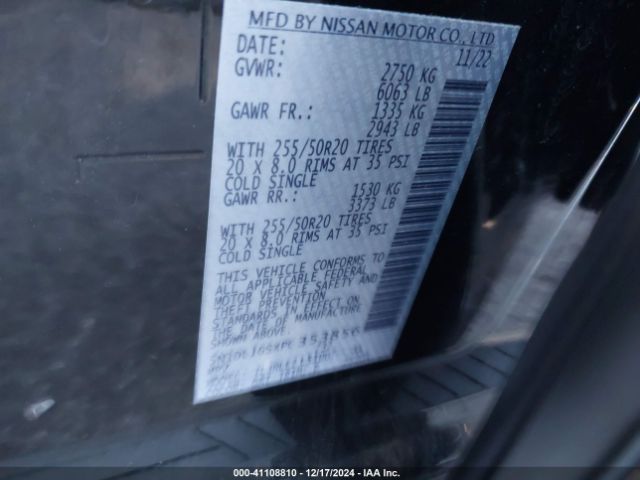 MFD BY NISSAN MOTOR CO., LTD
DATE: 11/22
GVWR: 2750 KG
6063 LB
GAWR FR.: 1335 KG
2943 LB
WITH 255/50R20 TIRES
20 X 8.0 RIMS AT 35 PSI
COLD SINGLE
GAWR RR.: 1530 KG
3373 LB
WITH 255/50R20 TIRES
20 X 8.0 RIMS AT 35 PSI
COLD SINGLE
THIS VEHICLE CONFORMS TO
ALL APPLICABLE FEDERAL
MOTOR VEHICLE SAFETY AND
THEFT PREVENTION
STANDARDS IN EFFECT ON
THE DATE OF MANU.
SHOWN ABOVE.
000-41108810 / 12/17/2024 - IAA Inc.